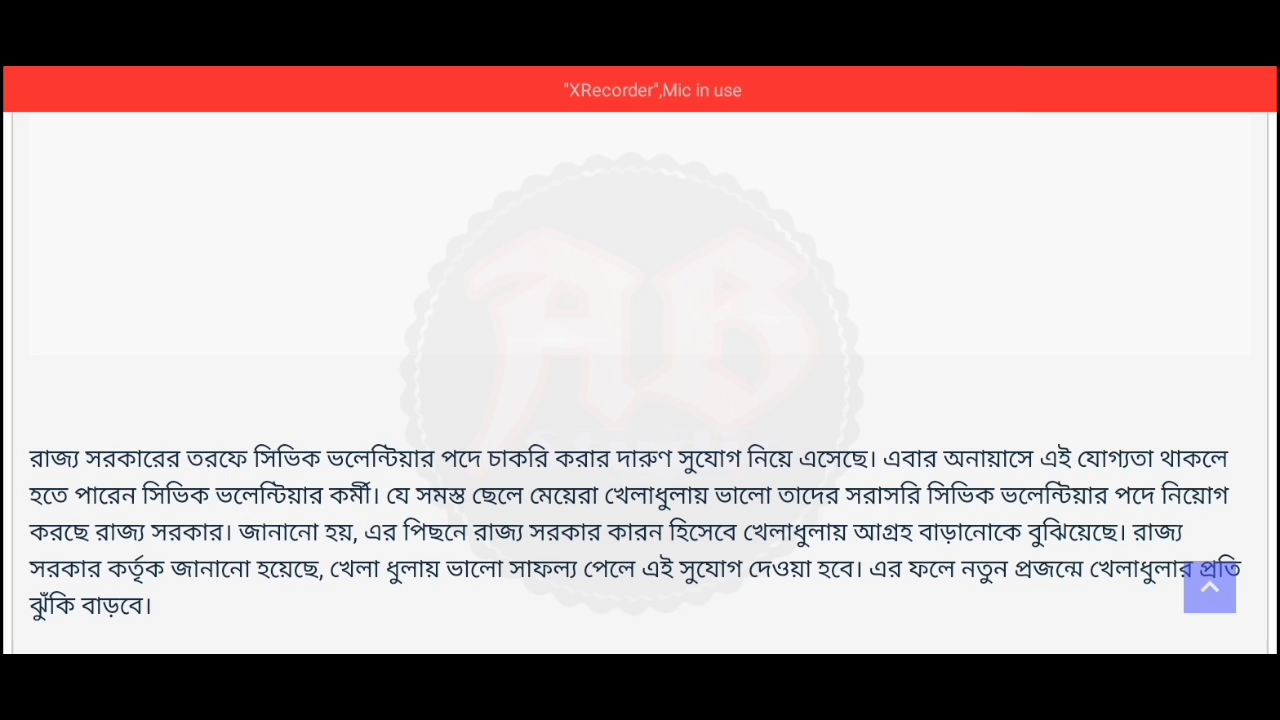 "XRecorder",Mic in use
AB
রাজ্য সরকারের তরফে সিভিক ভলেন্টিয়ার পদে চাকরি করার দারুণ সুযোগ নিয়ে এসেছে। এবার অনায়াসে এই যোগ্যতা থাকলে
হতে পারেন সিভিক ভলেন্টিয়ার কর্মী। যে সমস্ত ছেলে মেয়েরা খেলাধুলায় ভালো তাদের সরাসরি সিভিক ভলেন্টিয়ার পদে নিয়োগ
করছে রাজ্য সরকার। জানানো হয়, এর পিছনে রাজ্য সরকার কারন হিসেবে খেলাধুলায় আগ্রহ বাড়ানোকে বুঝিয়েছে। রাজ্য
সরকার কর্তৃক জানানো হয়েছে, খেলা ধুলায় ভালো সাফল্য পেলে এই সুযোগ দেওয়া হবে। এর ফলে নতুন প্রজন্মে খেলাধুলার প্রতি
ঝুঁকি বাড়বে।